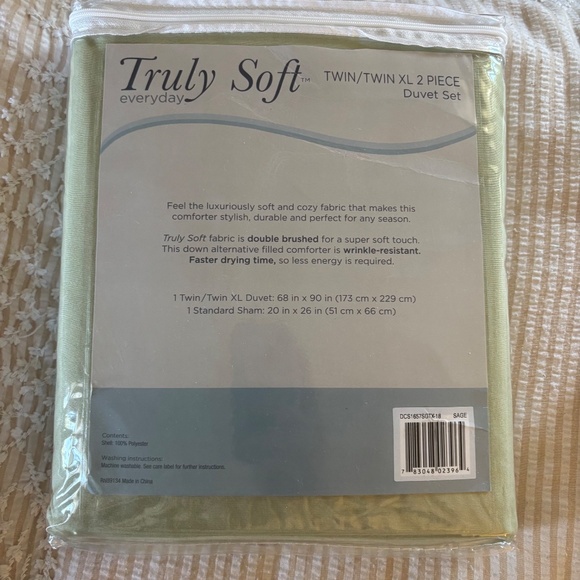 Truly Soft™
everyday
TWIN/TWIN XL 2 PIECE
Duvet Set
Feel the luxuriously soft and cozy fabric that makes this
comforter stylish, durable and perfect for any season.
Truly Soft fabric is double brushed for a super soft touch.
This down alternative filled comforter is wrinkle-resistant.
Faster drying time, so less energy is required.
1 Twin/Twin XL Duvet: 68 in x 90 in (173 cm x 229 cm)
1 Standard Sham: 20 in x 26 in (51 cm x 66 cm)
Contents:
Shell: 100% Polyester
Washing Instructions:
Machine washable. See care label for further instructions.
Made in China
SAGE
7 83048 02396 4